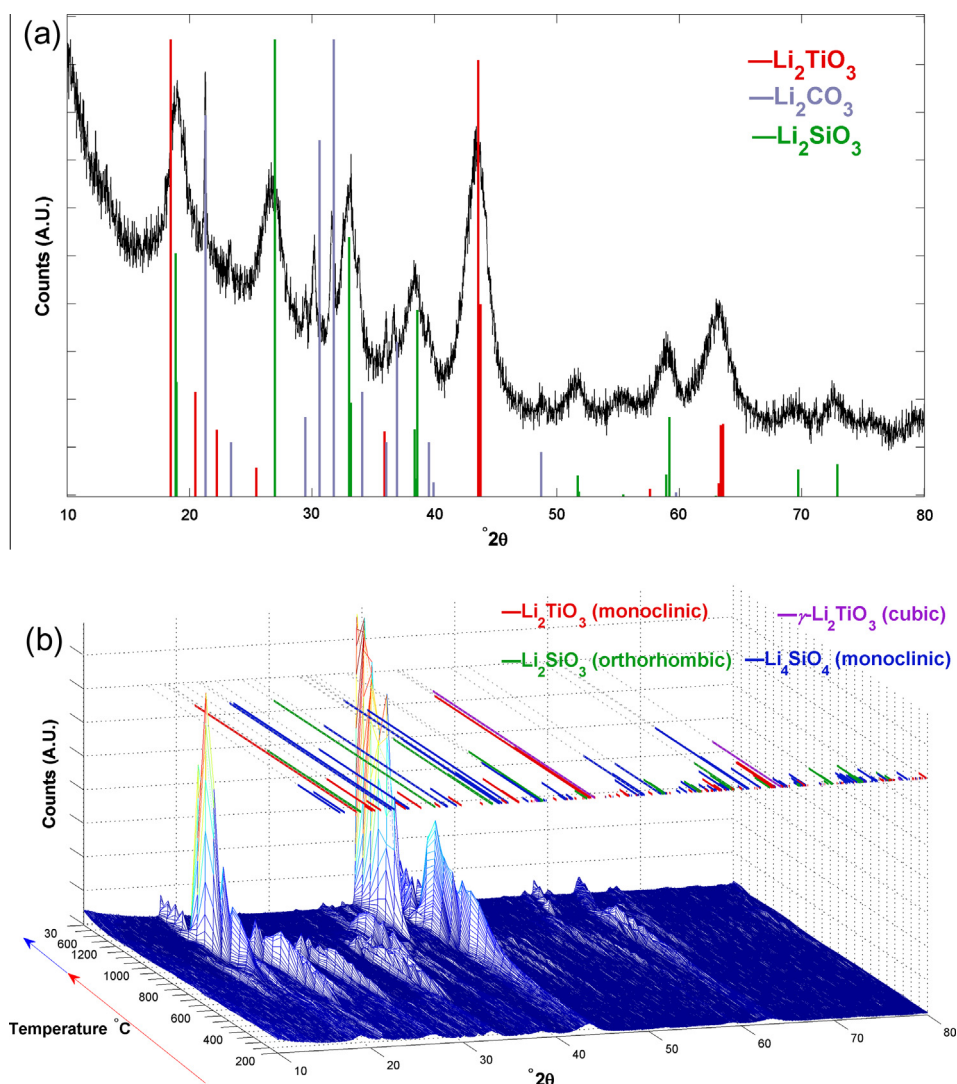 (a)
—Li₂TiO₃
—Li₂CO₃
—Li₂SiO₃
Counts (A.U.)
10 20 30 40 50 60 70 80
°2θ
(b)
—Li₂TiO₃ (monoclinic)
—γ-Li₂TiO₃ (cubic)
—Li₂SiO₃ (orthorhombic)
—Li₄SiO₄ (monoclinic)
Counts (A.U.)
30
600
1200
1000
800
600
400
200
Temperature °C
10 20 30 40 50 60 70 80
°2θ